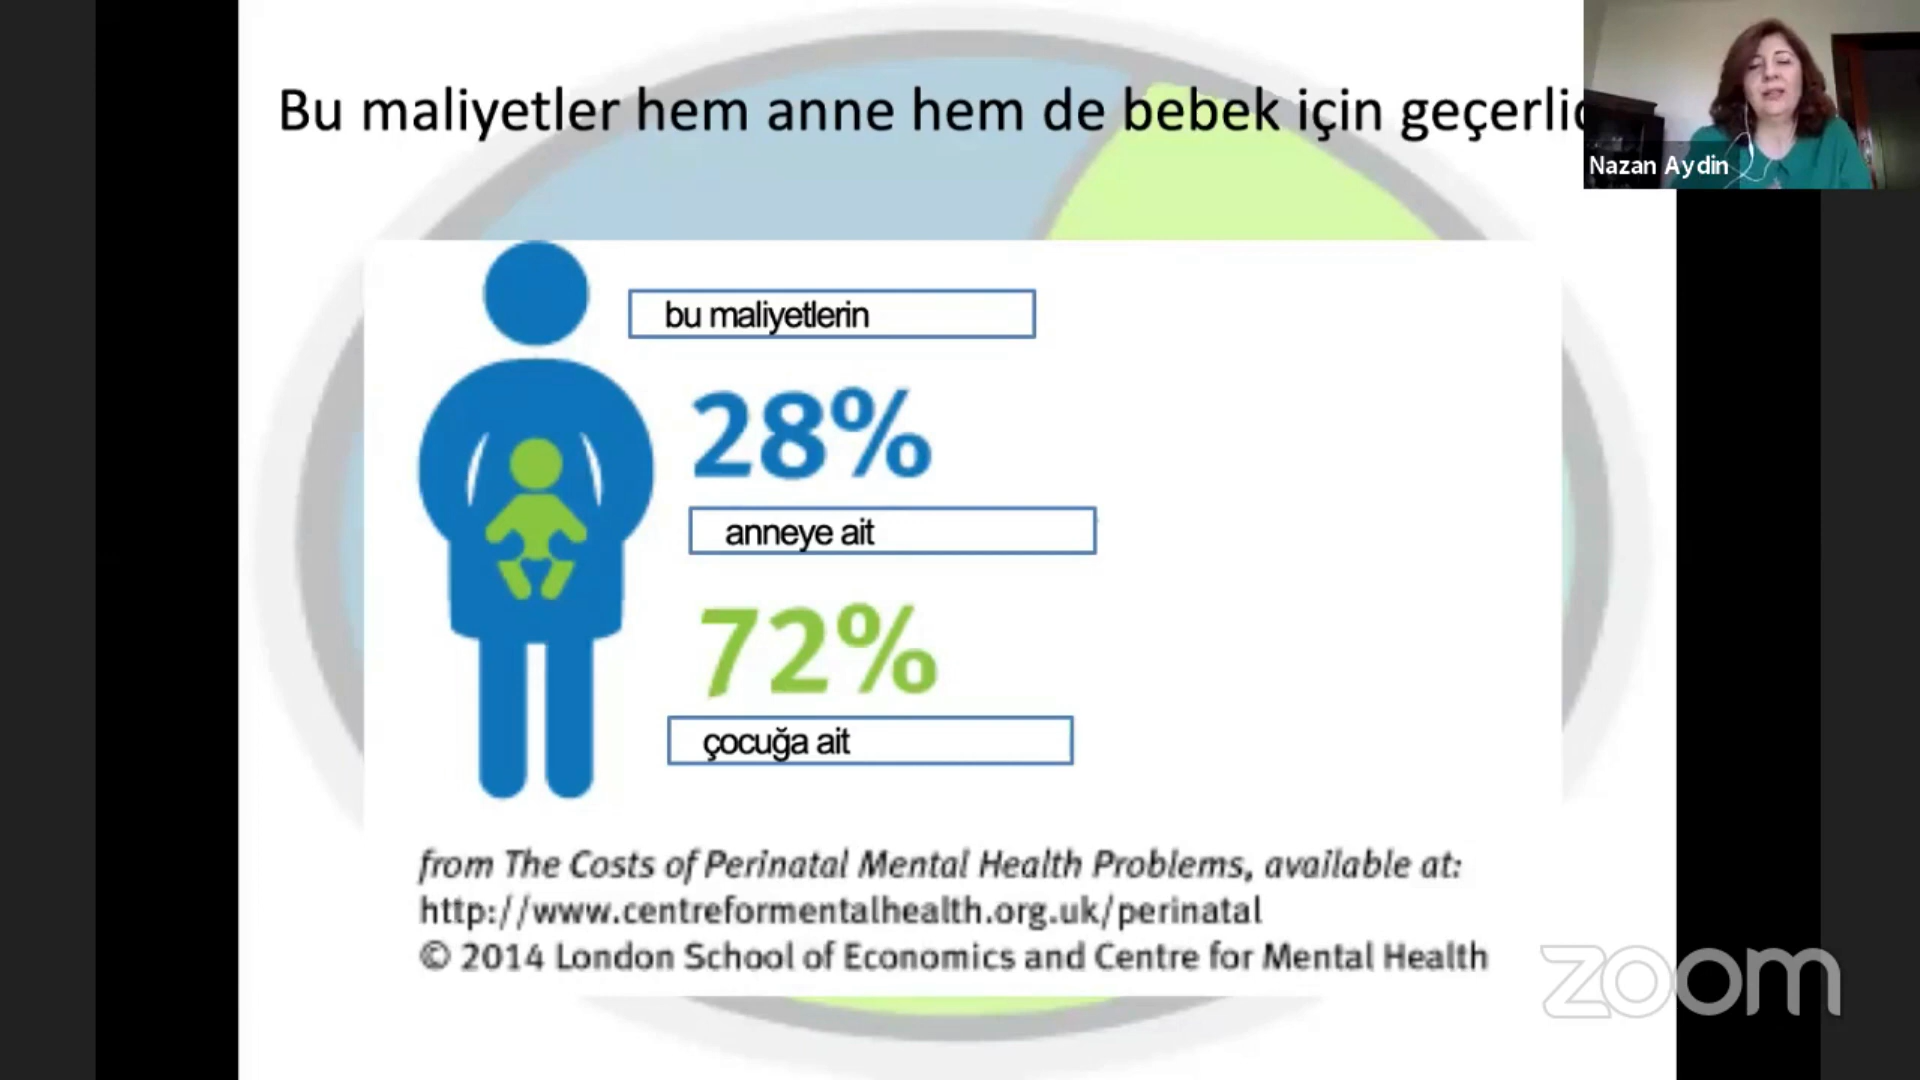 Bu maliyetler hem anne hem de bebek için
Nazan Aydin
bu maliyetlerin
28%
anneye ait
72%
çocuğa ait
from The Costs of Perinatal Mental Health Problems, available at:
http://www.centreformentalhealth.org.uk/perinatal
© 2014 London School of Economics and Centre for Mental Health
zoom